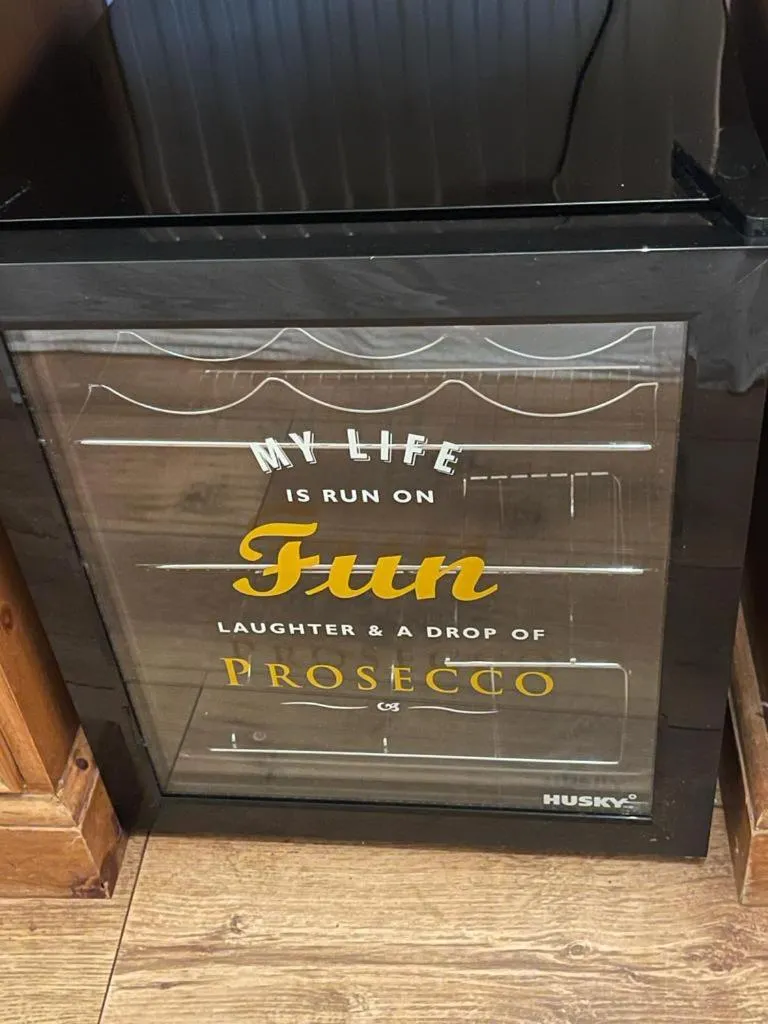 MY LIFE
IS RUN ON
Fun
LAUGHTER & A DROP OF
PROSECCO
HUSKY